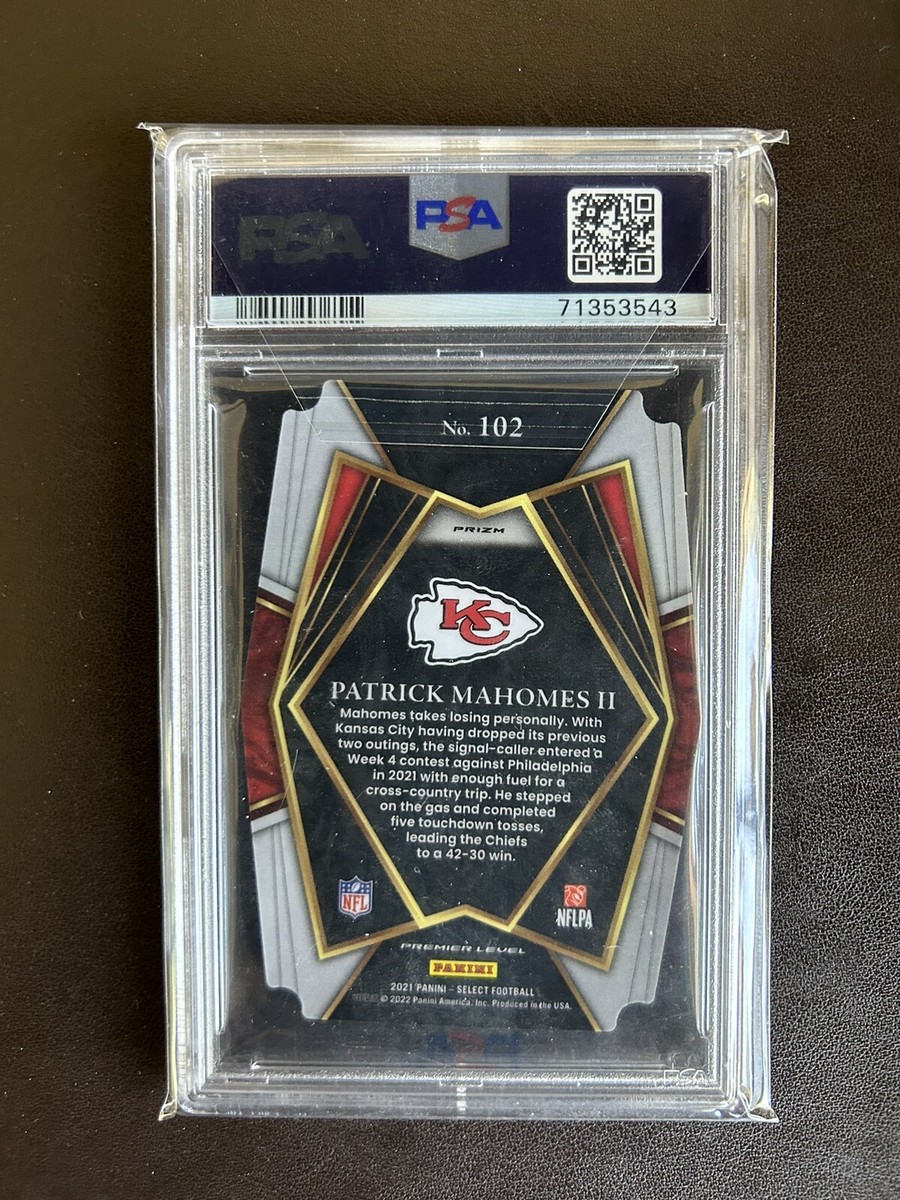 PSA
PSA
71353543
No. 102
PRIZM
KC
PATRICK MAHOMES II
Mahomes takes losing personally. With
Kansas City having dropped its previous
two outings, the signal-caller entered a
Week 4 contest against Philadelphia
in 2021 with enough fuel for a
cross-country trip. He stepped
on the gas and completed
five touchdown tosses,
leading the Chiefs
to a 42-30 win.
NFL
NFLPA
PREMIER LEVEL
PANINI
2021 PANINI - SELECT FOOTBALL
© 2022 Panini America, Inc. Produced in the USA.
PSA